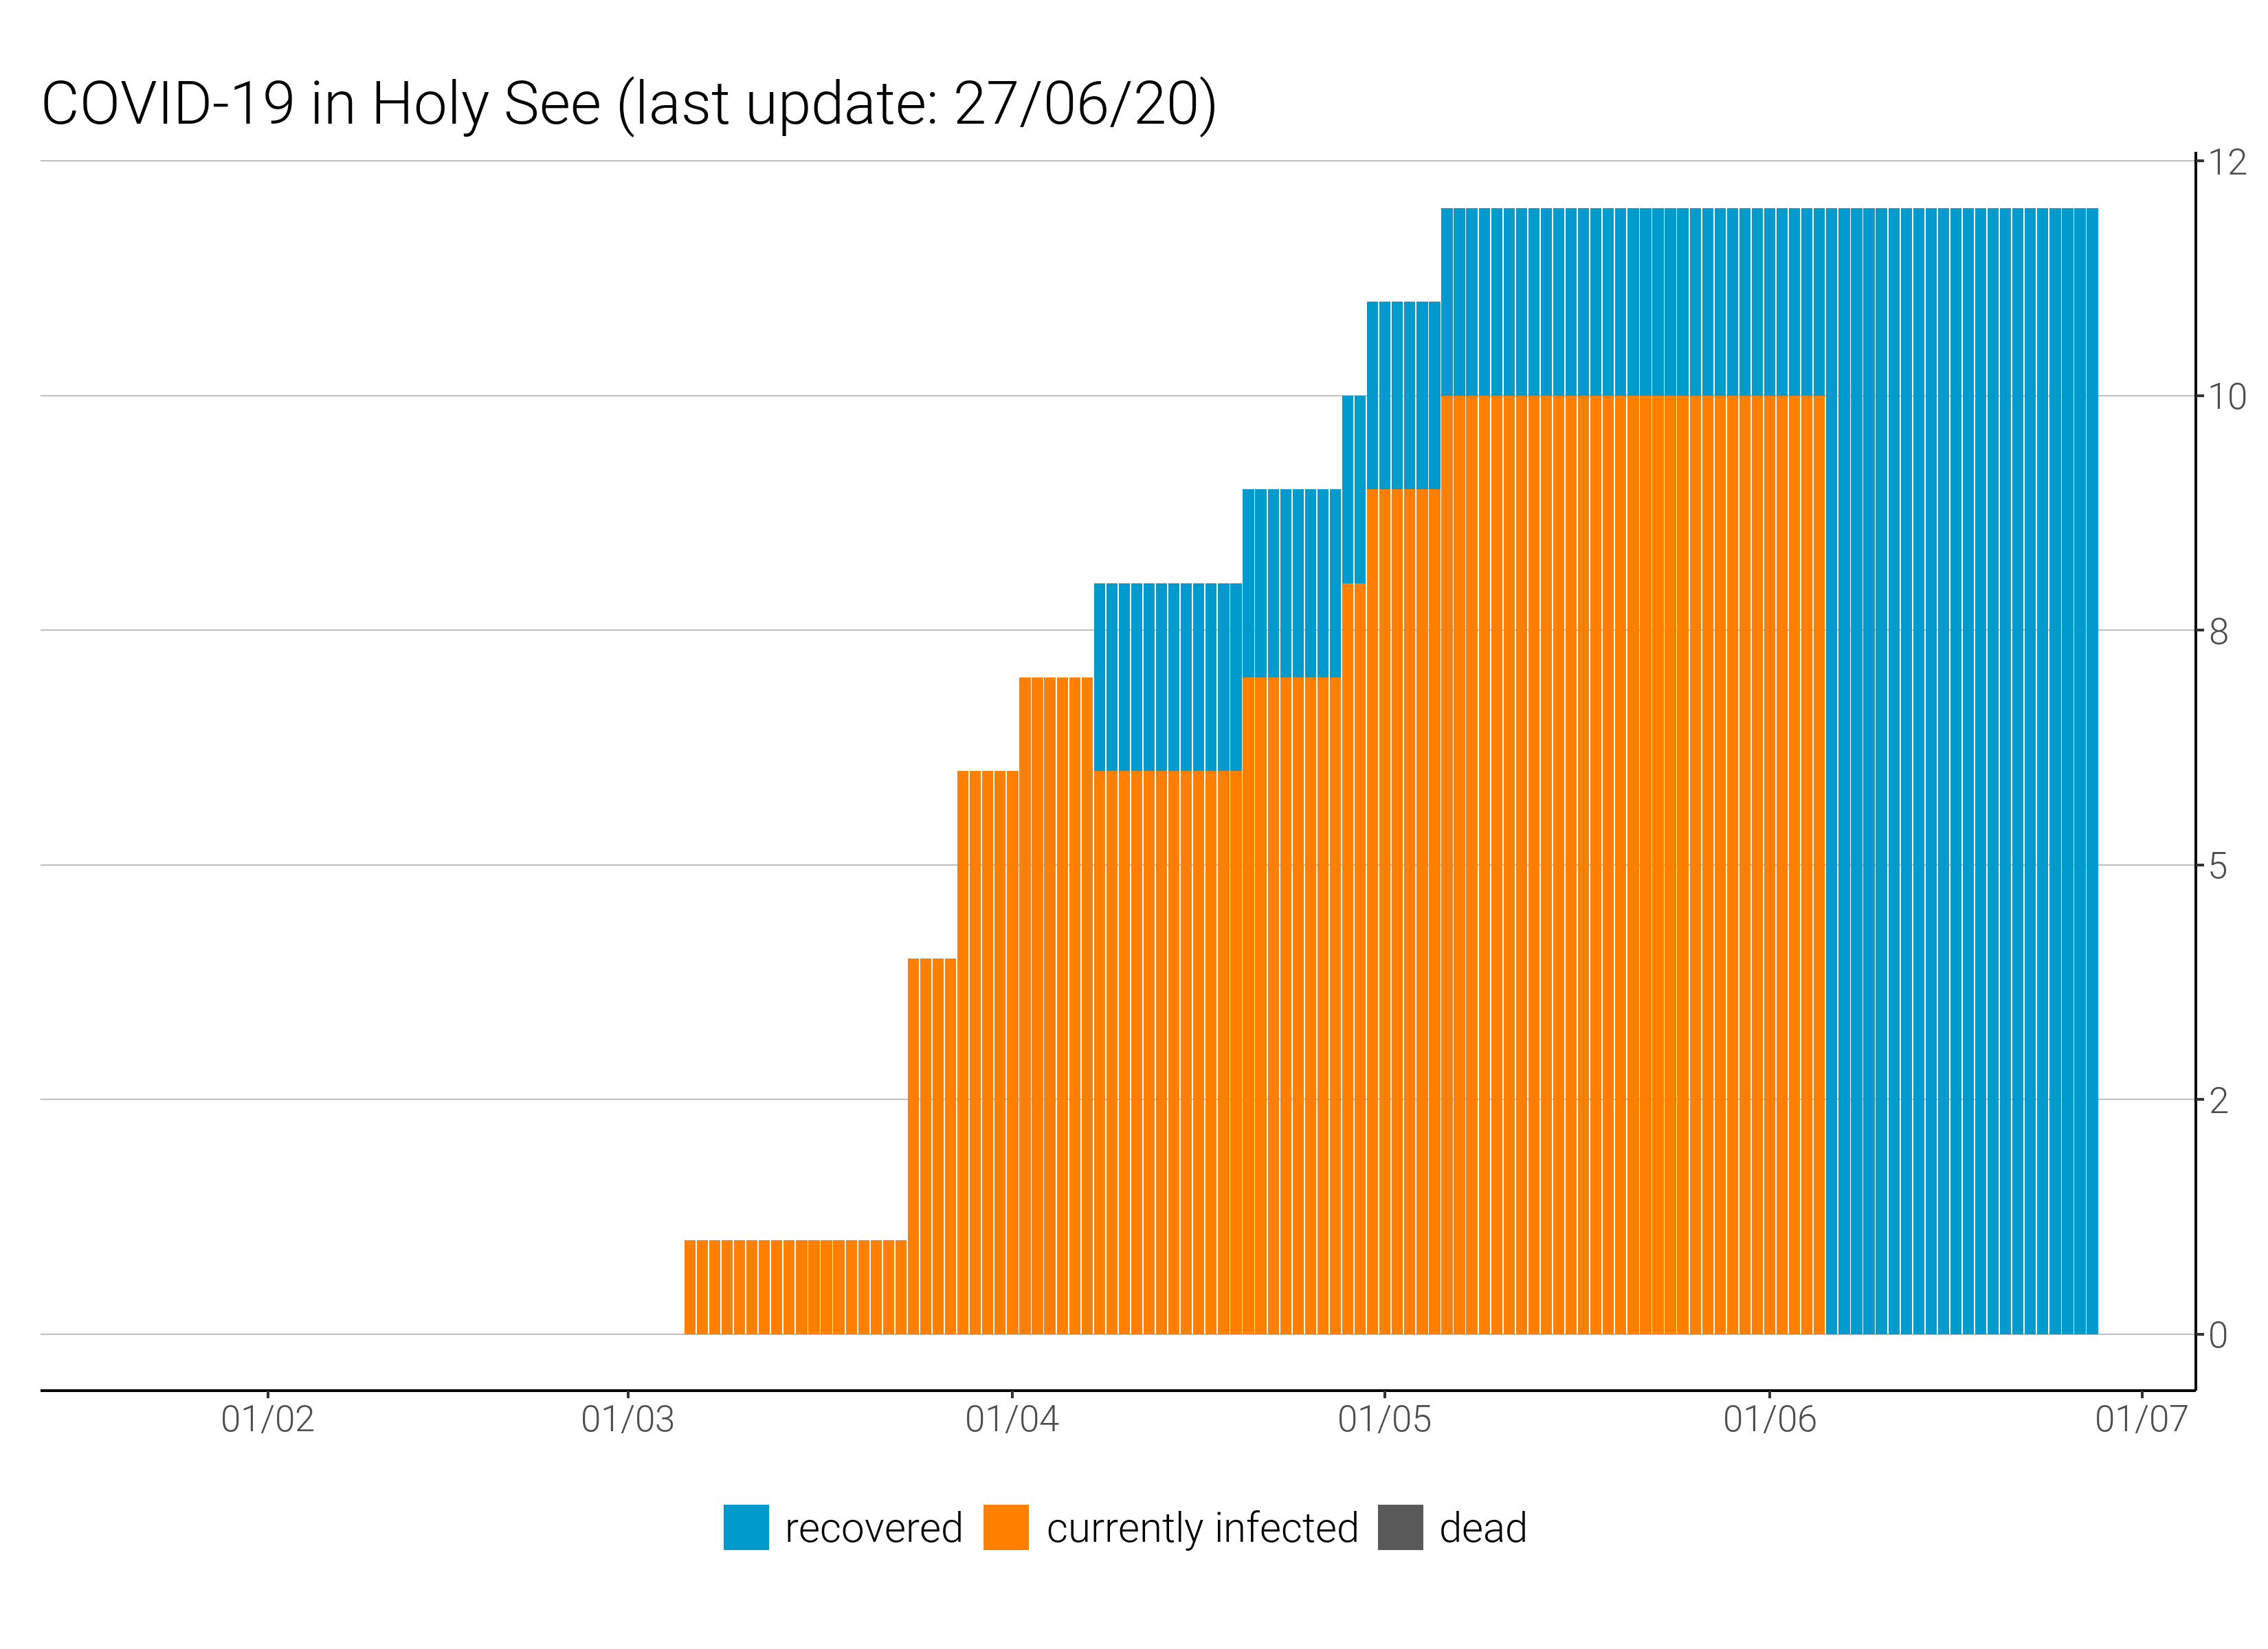 COVID-19 in Holy See (last update: 27/06/20)
12
10
8
5
2
0
01/02 01/03 01/04 01/05 01/06 01/07
recovered currently infected dead